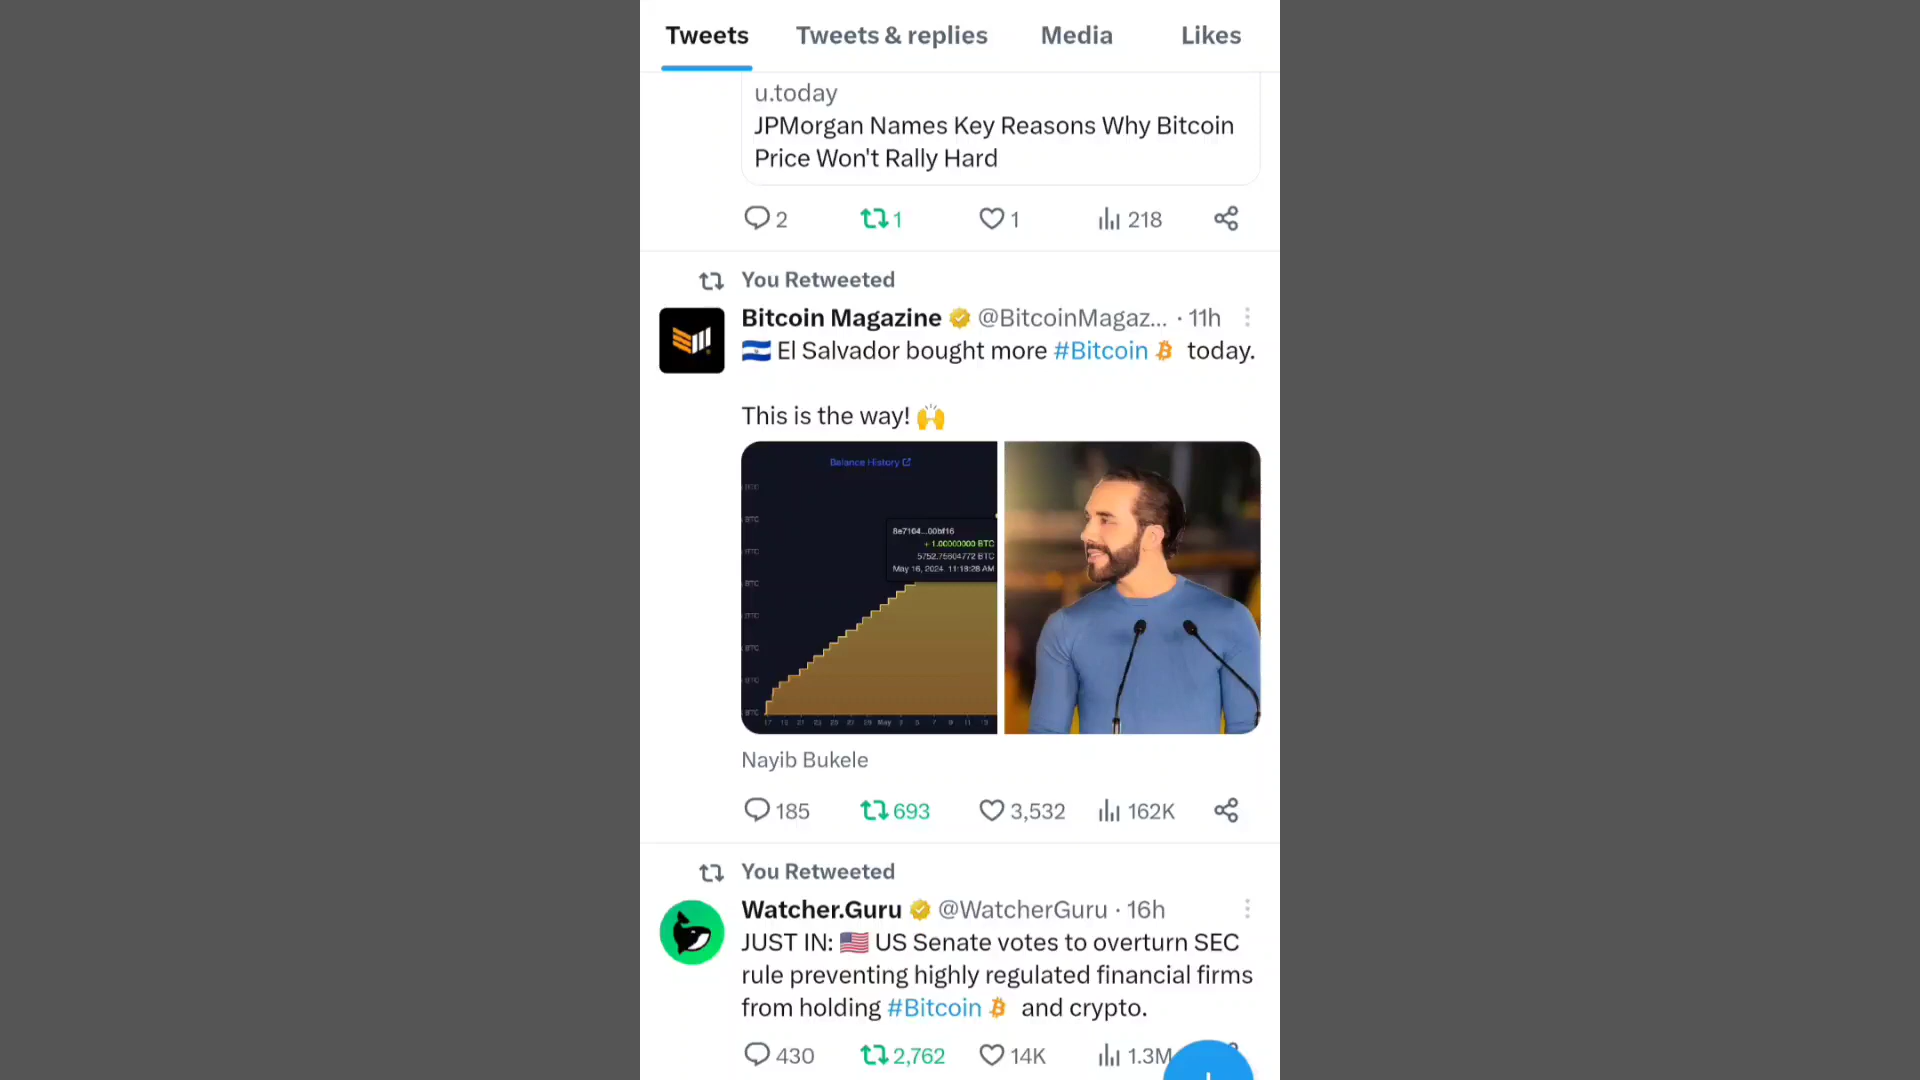 Tweets Tweets & replies Media Likes
u.today
JPMorgan Names Key Reasons Why Bitcoin
Price Won't Rally Hard
2 1 1 218
You Retweeted
Bitcoin Magazine @BitcoinMagaz... · 11h
🇸🇻 El Salvador bought more #Bitcoin today.
This is the way! 🙌
Balance History
8e7164...00bf16
+ 1.00000000 BTC
5752.75604772 BTC
May 16, 2024, 11:18:28 AM
May
Nayib Bukele
185 693 3,532 162K
You Retweeted
Watcher.Guru @WatcherGuru · 16h
JUST IN: 🇺🇸 US Senate votes to overturn SEC
rule preventing highly regulated financial firms
from holding #Bitcoin and crypto.
430 2,762 14K 1.3M